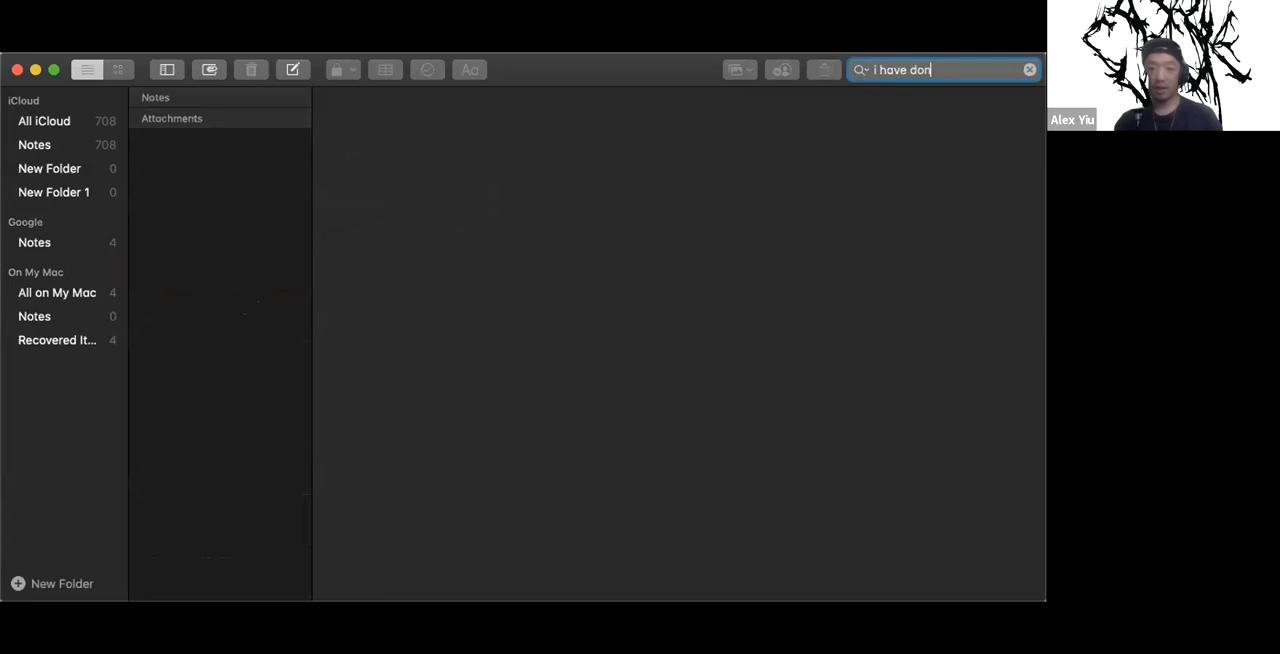 i have don
Aa
Alex Yiu
iCloud
All iCloud 708
Notes 708
New Folder 0
New Folder 1 0
Google
Notes 4
On My Mac
All on My Mac 4
Notes 0
Recovered It... 4
New Folder
Notes
Attachments